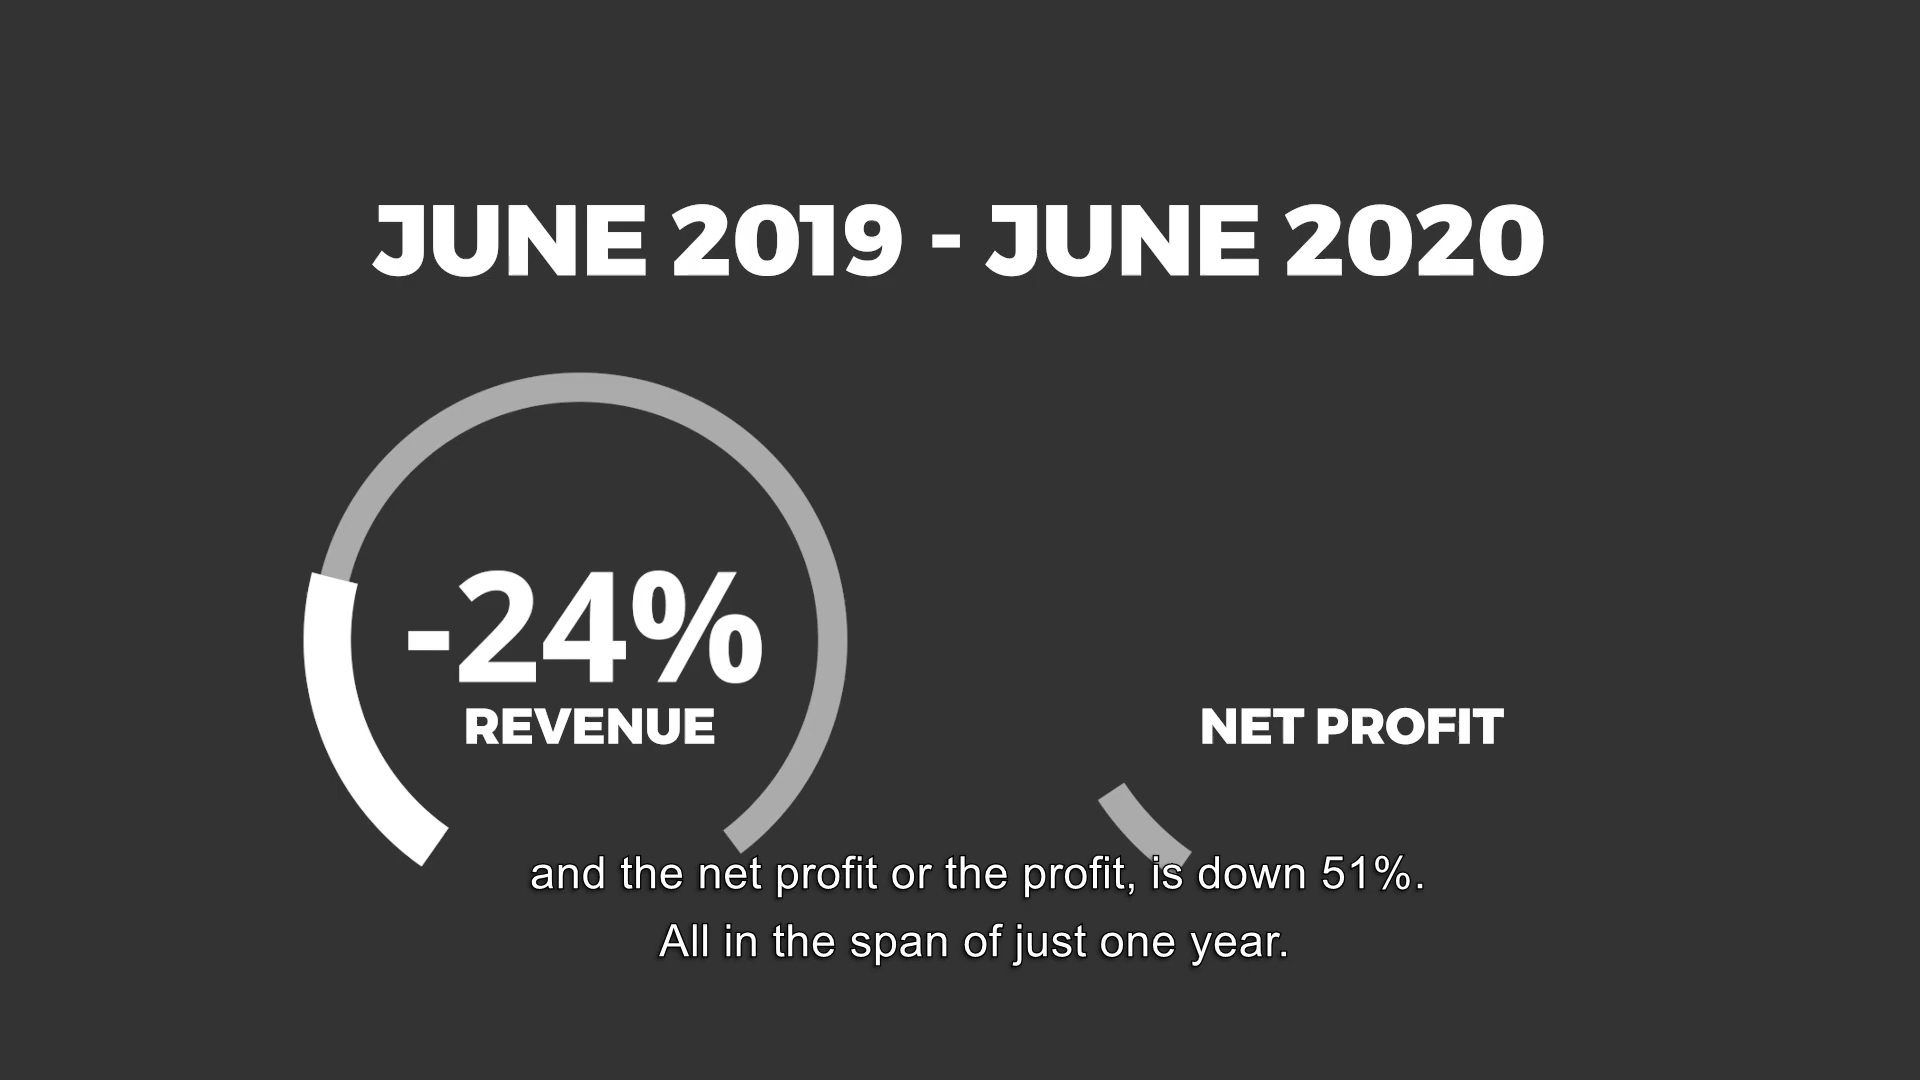 JUNE 2019 - JUNE 2020
-24%
REVENUE
NET PROFIT
and the net profit or the profit, is down 51%.
All in the span of just one year.